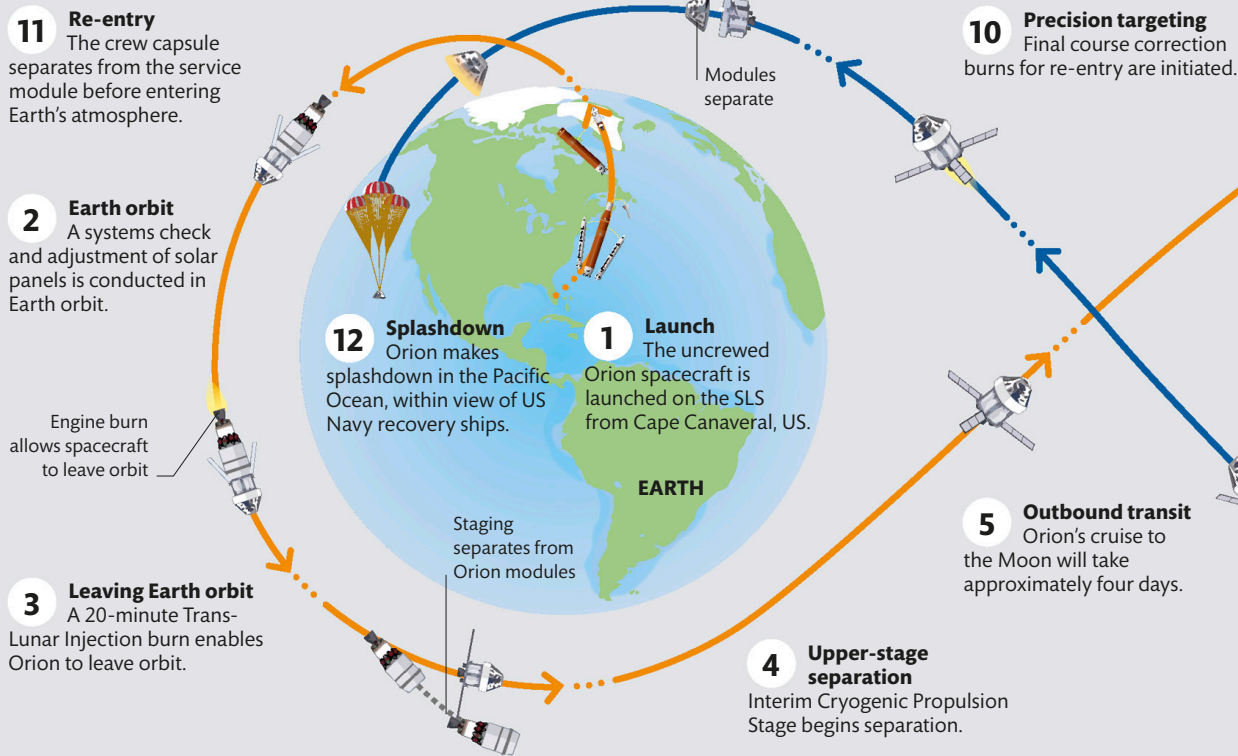 11 Re-entry
The crew capsule
separates from the service
module before entering
Earth's atmosphere.
Modules
separate
10 Precision targeting
Final course correction
burns for re-entry are initiated.
2 Earth orbit
A systems check
and adjustment of solar
panels is conducted in
Earth orbit.
12 Splashdown
Orion makes
splashdown in the Pacific
Ocean, within view of US
Navy recovery ships.
1 Launch
The uncrewed
Orion spacecraft is
launched on the SLS
from Cape Canaveral, US.
Engine burn
allows spacecraft
to leave orbit
EARTH
Staging
separates from
Orion modules
5 Outbound transit
Orion's cruise to
the Moon will take
approximately four days.
3 Leaving Earth orbit
A 20-minute Trans-
Lunar Injection burn enables
Orion to leave orbit.
4 Upper-stage
separation
Interim Cryogenic Propulsion
Stage begins separation.